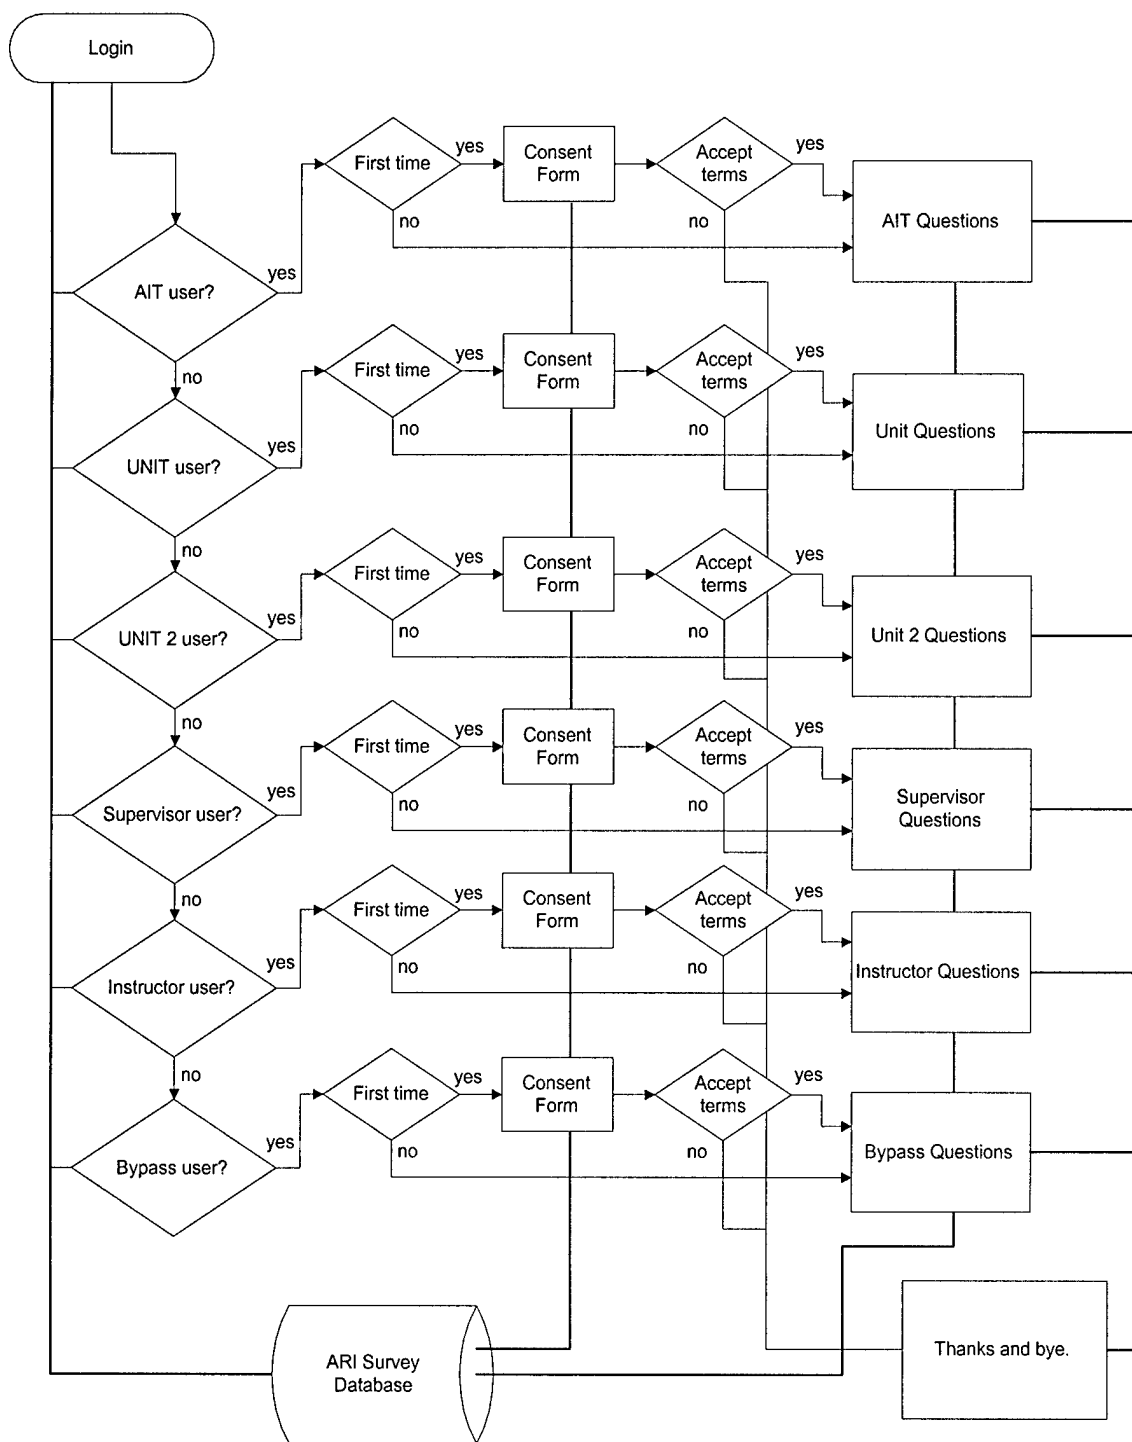 Login
First time
yes
Consent
Form
Accept
terms
yes
no
no
AIT Questions
AIT user?
yes
no
First time
yes
Consent
Form
Accept
terms
yes
no
no
Unit Questions
UNIT user?
yes
no
First time
yes
Consent
Form
Accept
terms
yes
no
no
Unit 2 Questions
UNIT 2 user?
yes
no
First time
yes
Consent
Form
Accept
terms
yes
no
no
Supervisor
Questions
Supervisor user?
yes
no
First time
yes
Consent
Form
Accept
terms
yes
no
no
Instructor Questions
Instructor user?
yes
no
First time
yes
Consent
Form
Accept
terms
yes
no
no
Bypass Questions
Bypass user?
yes
ARI Survey
Database
Thanks and bye.